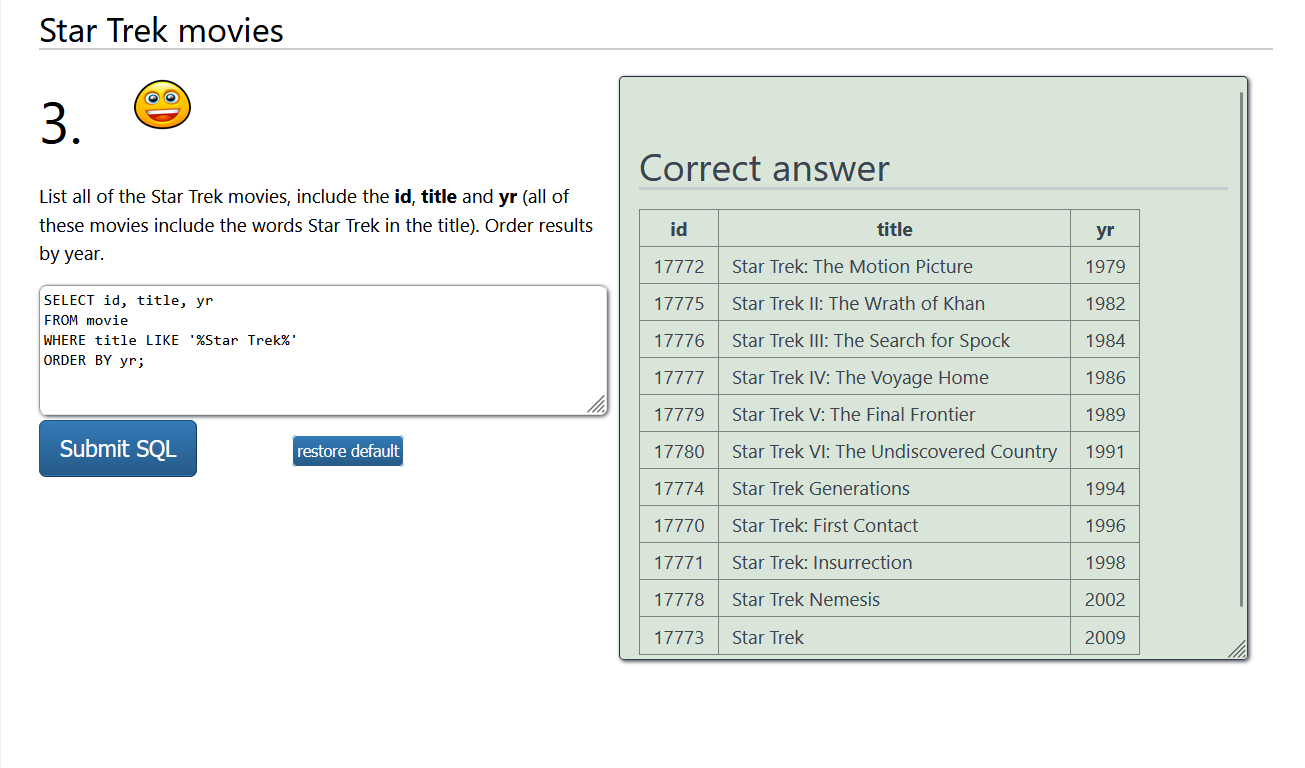 Star Trek movies
3.
List all of the Star Trek movies, include the id, title and yr (all of
these movies include the words Star Trek in the title). Order results
by year.
SELECT id, title, yr
FROM movie
WHERE title LIKE '%Star Trek%'
ORDER BY yr;
Submit SQL
restore default
Correct answer
id title yr
17772 Star Trek: The Motion Picture 1979
17775 Star Trek II: The Wrath of Khan 1982
17776 Star Trek III: The Search for Spock 1984
17777 Star Trek IV: The Voyage Home 1986
17779 Star Trek V: The Final Frontier 1989
17780 Star Trek VI: The Undiscovered Country 1991
17774 Star Trek Generations 1994
17770 Star Trek: First Contact 1996
17771 Star Trek: Insurrection 1998
17778 Star Trek Nemesis 2002
17773 Star Trek 2009